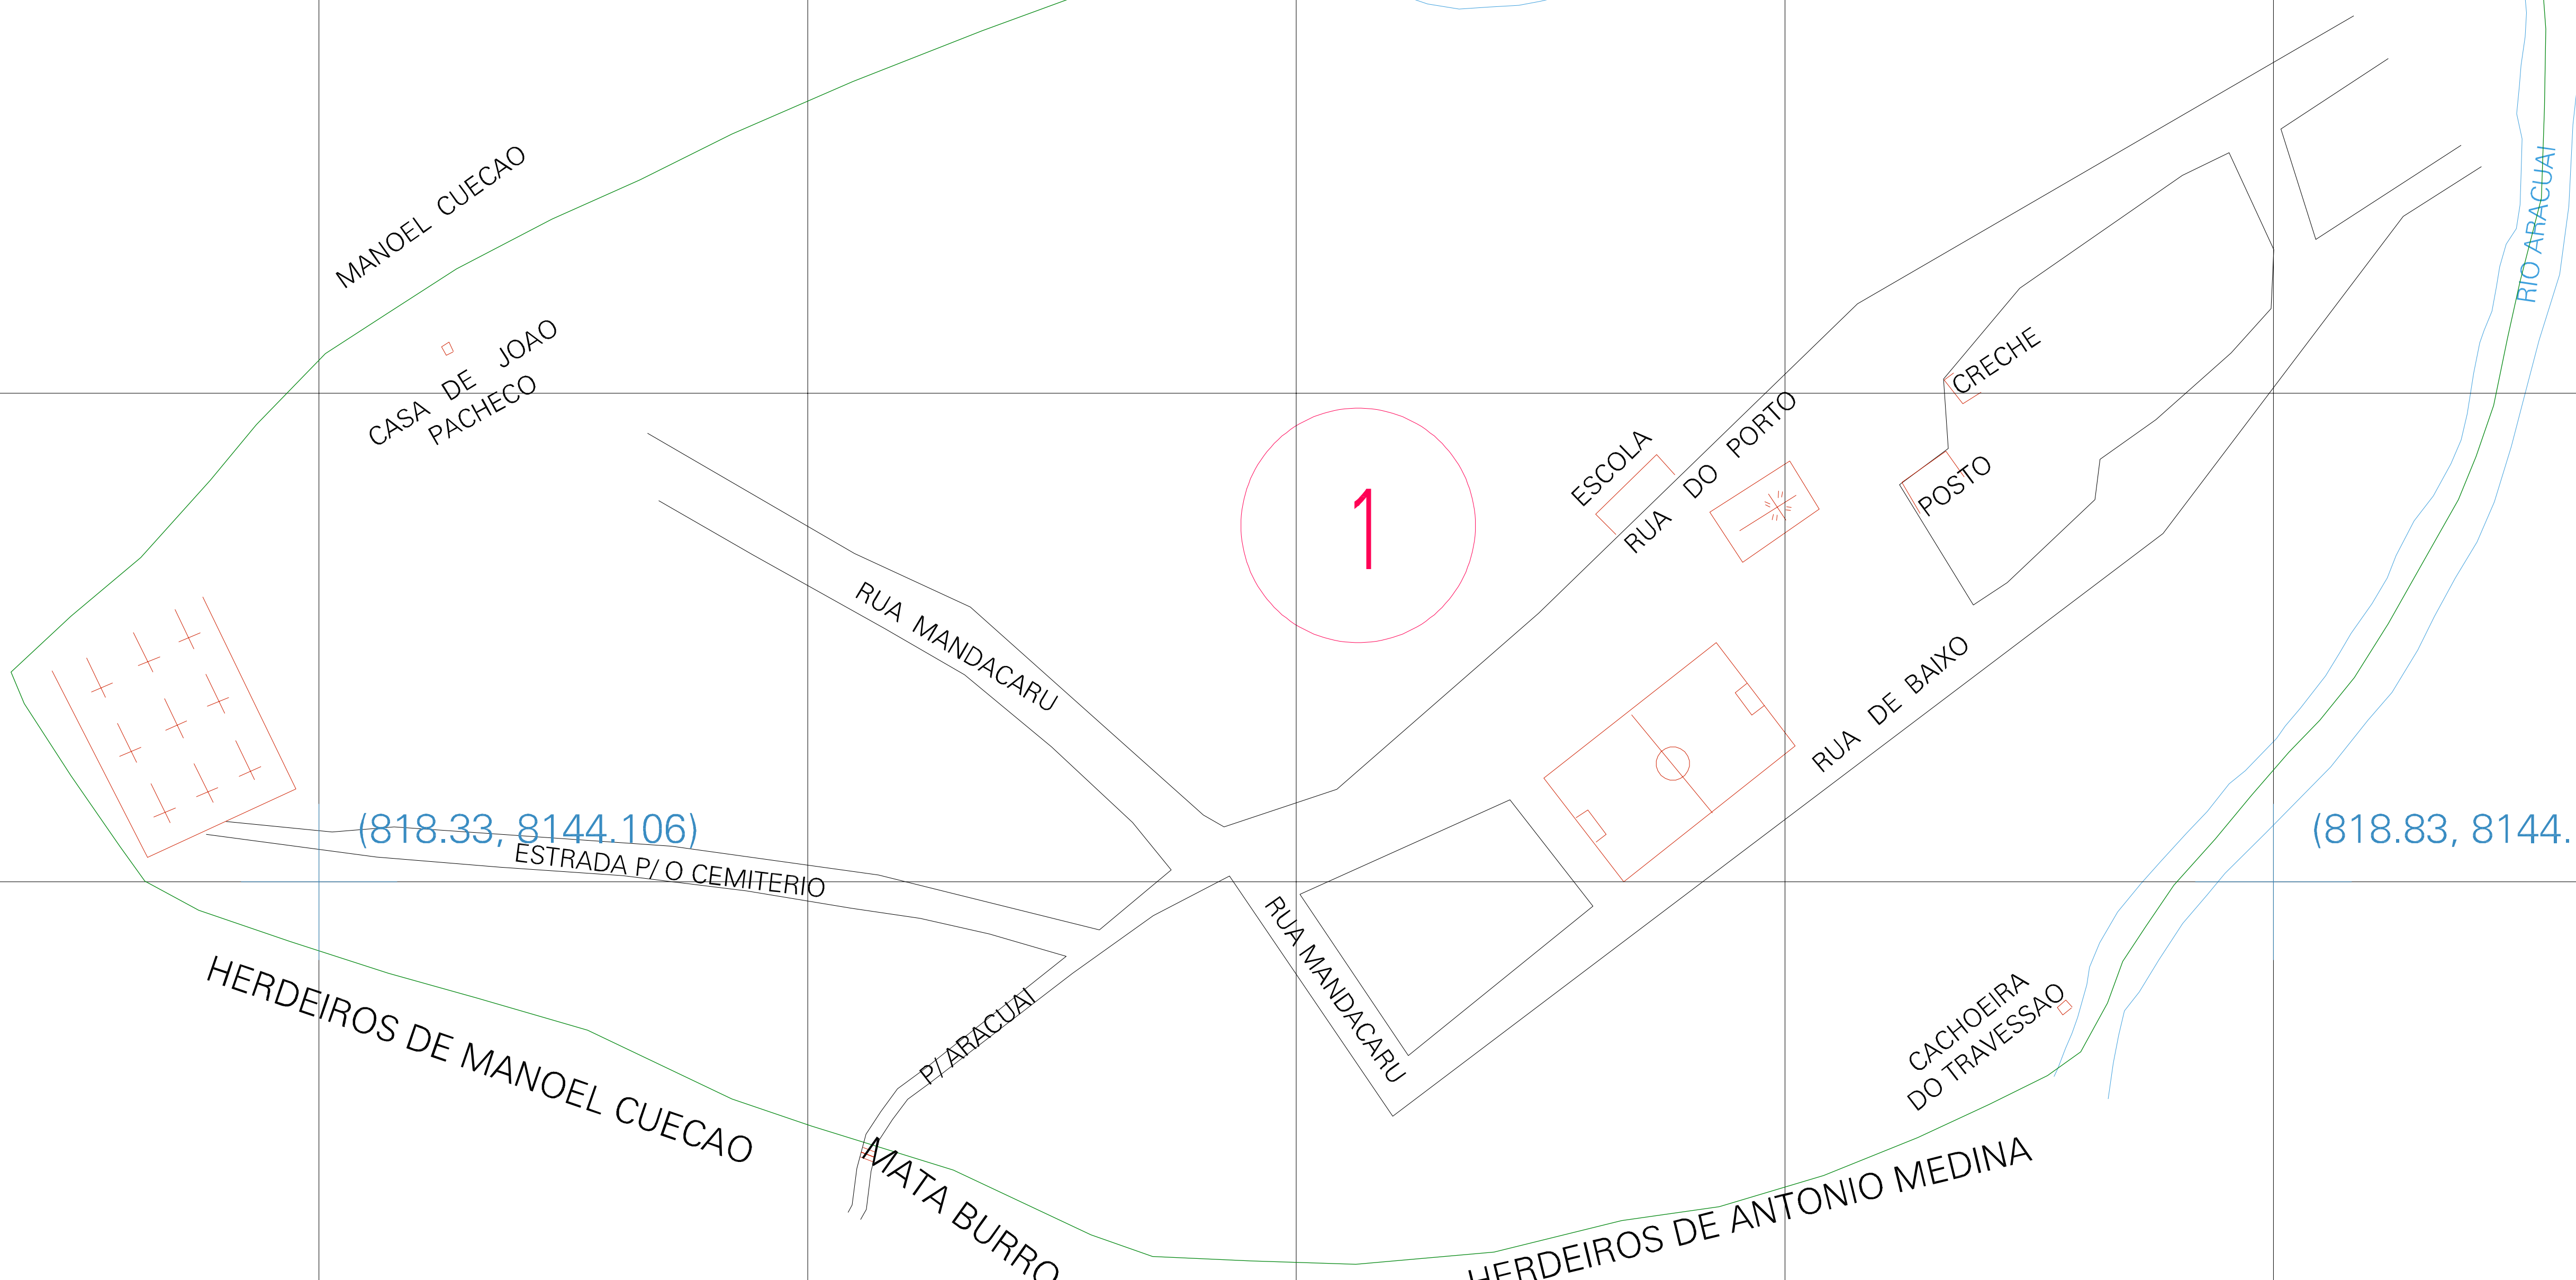 MANOEL CUECAO
RIO ARACUAI
CASA DE JOAO
PACHECO
CRECHE
ESCOLA
RUA DO PORTO
POSTO
1
RUA MANDACARU
RUA DE BAIXO
(818.33, 8144.106)
(818.83, 8144.
ESTRADA P/ O CEMITERIO
RUA MANDACARU
P/ ARACUAI
CACHOEIRA
DO TRAVESSAO
HERDEIROS DE MANOEL CUECAO
MATA BURRO
HERDEIROS DE ANTONIO MEDINA